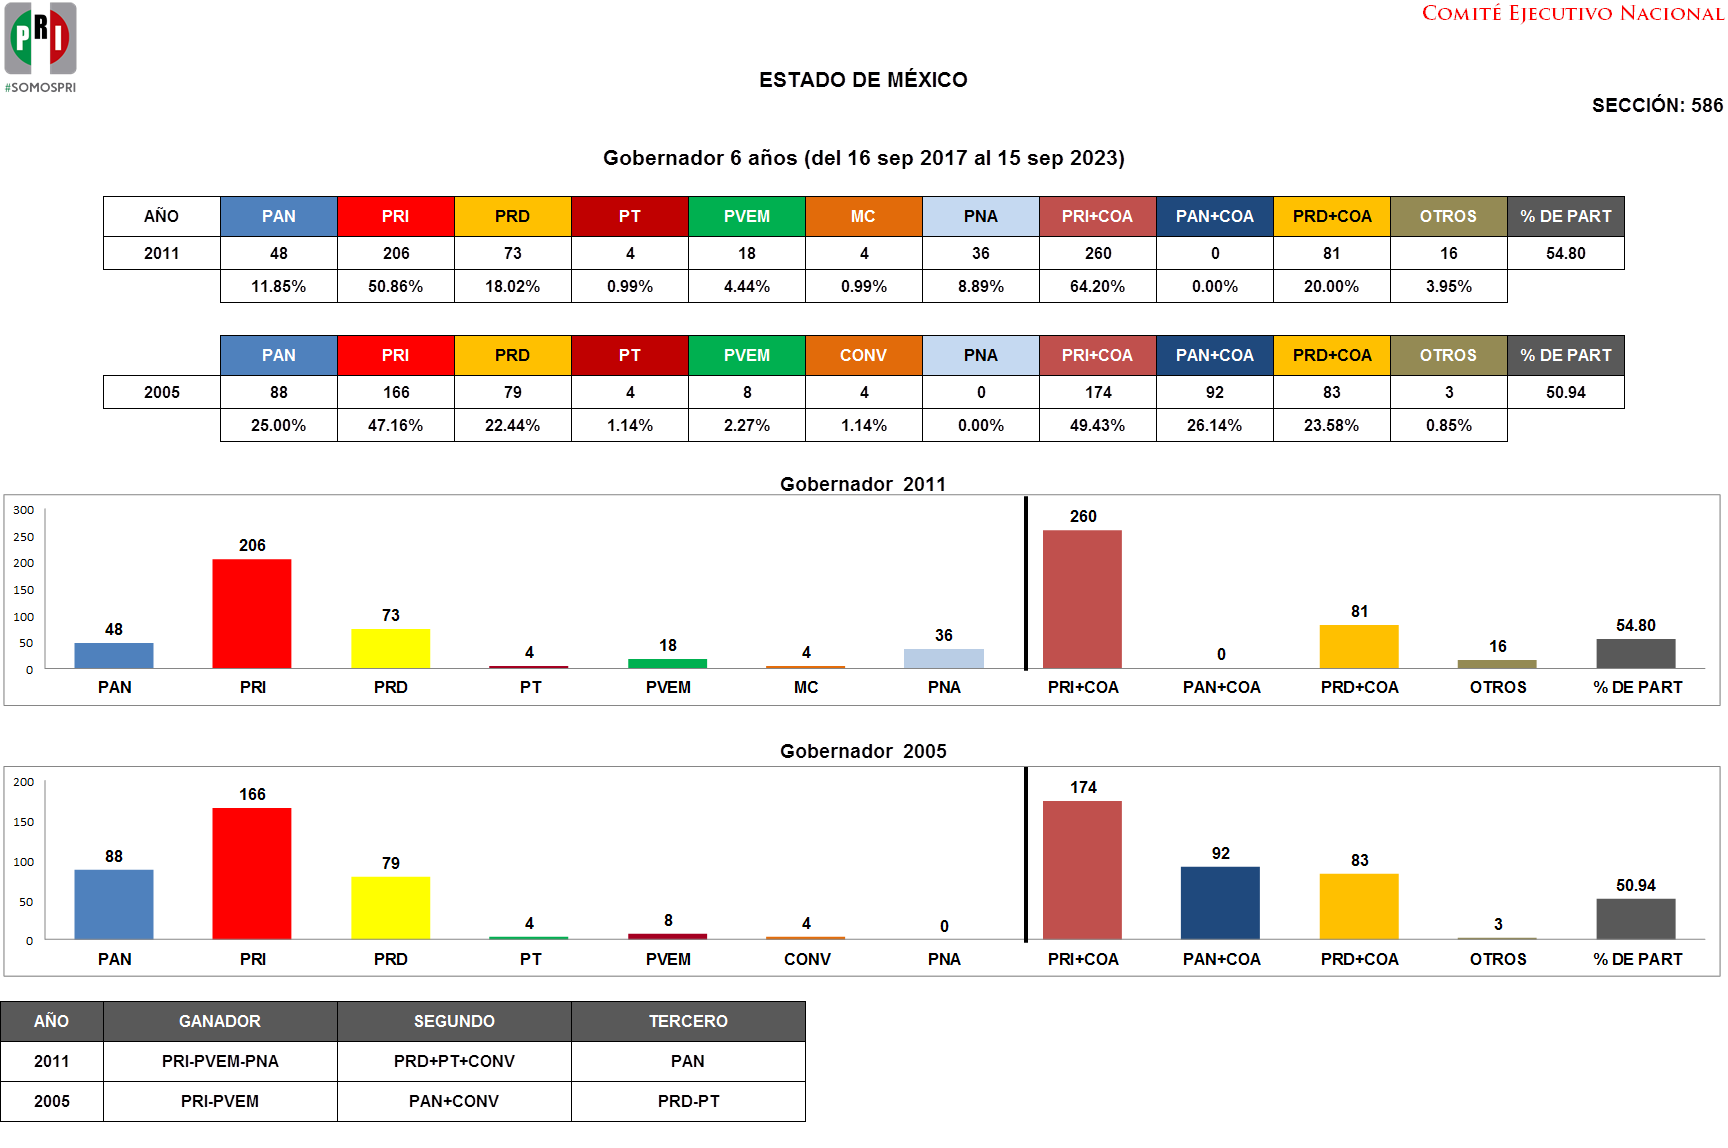 PRI
#SOMOSPRI
COMITÉ EJECUTIVO NACIONAL
ESTADO DE MÉXICO
SECCIÓN: 586
Gobernador 6 años (del 16 sep 2017 al 15 sep 2023)
AÑO PAN PRI PRD PT PVEM MC PNA PRI+COA PAN+COA PRD+COA OTROS % DE PART
2011 48 206 73 4 18 4 36 260 0 81 16 54.80
11.85% 50.86% 18.02% 0.99% 4.44% 0.99% 8.89% 64.20% 0.00% 20.00% 3.95%
PAN PRI PRD PT PVEM CONV PNA PRI+COA PAN+COA PRD+COA OTROS % DE PART
2005 88 166 79 4 8 4 0 174 92 83 3 50.94
25.00% 47.16% 22.44% 1.14% 2.27% 1.14% 0.00% 49.43% 26.14% 23.58% 0.85%
Gobernador 2011
300
250
200
150
100
50
0
48 206 73 4 18 4 36 260 0 81 16 54.80
PAN PRI PRD PT PVEM MC PNA PRI+COA PAN+COA PRD+COA OTROS % DE PART
Gobernador 2005
200
150
100
50
0
88 166 79 4 8 4 0 174 92 83 3 50.94
PAN PRI PRD PT PVEM CONV PNA PRI+COA PAN+COA PRD+COA OTROS % DE PART
AÑO GANADOR SEGUNDO TERCERO
2011 PRI-PVEM-PNA PRD+PT+CONV PAN
2005 PRI-PVEM PAN+CONV PRD-PT